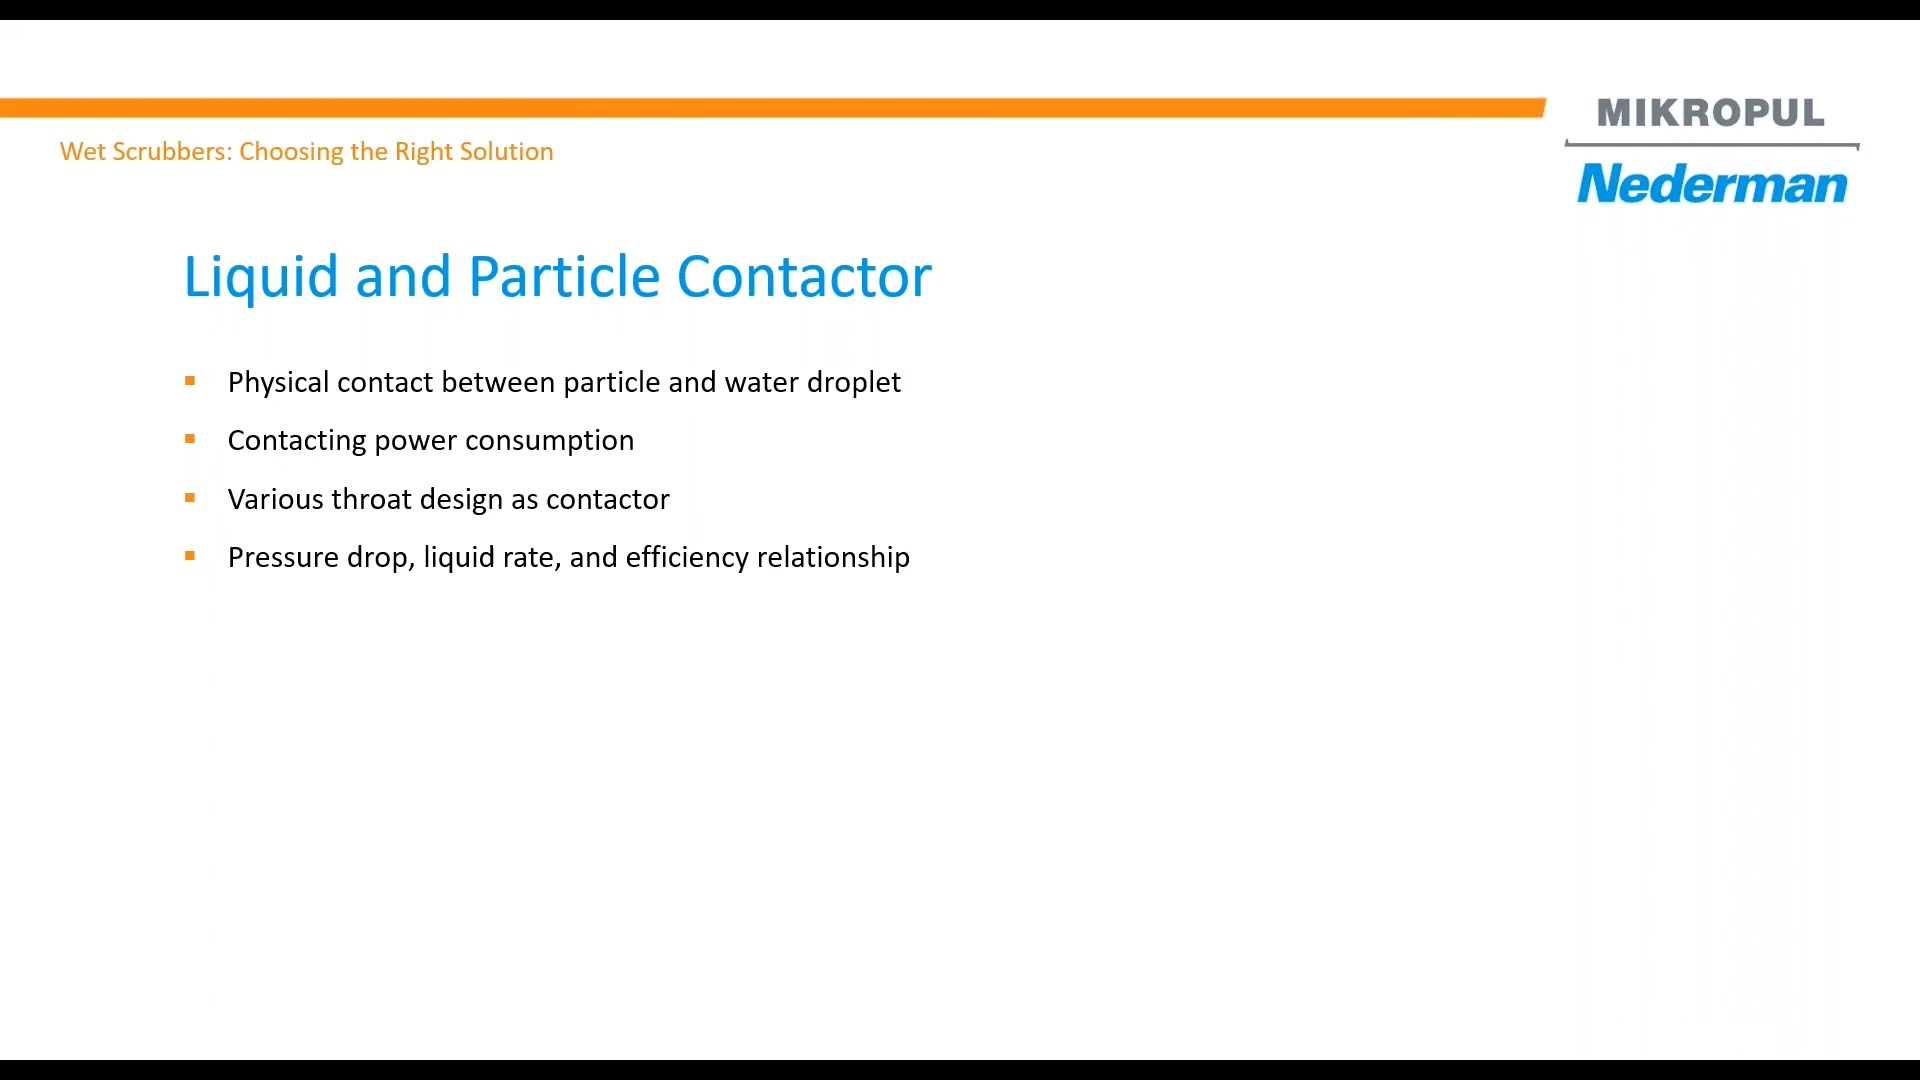 MIKROPUL
Nederman
Wet Scrubbers: Choosing the Right Solution
Liquid and Particle Contactor
Physical contact between particle and water droplet
Contacting power consumption
Various throat design as contactor
Pressure drop, liquid rate, and efficiency relationship